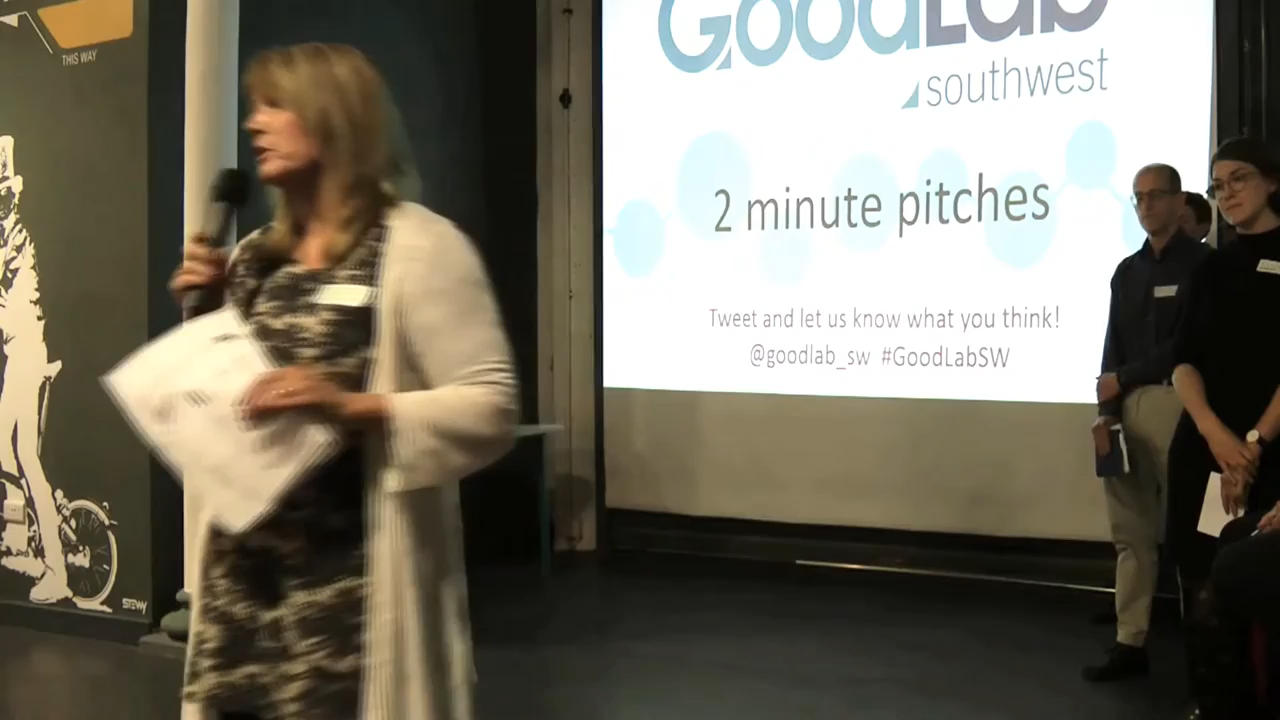 THIS WAY
GoodLab
southwest
2 minute pitches
Tweet and let us know what you think!
@goodlab_sw #GoodLabSW
STEWY